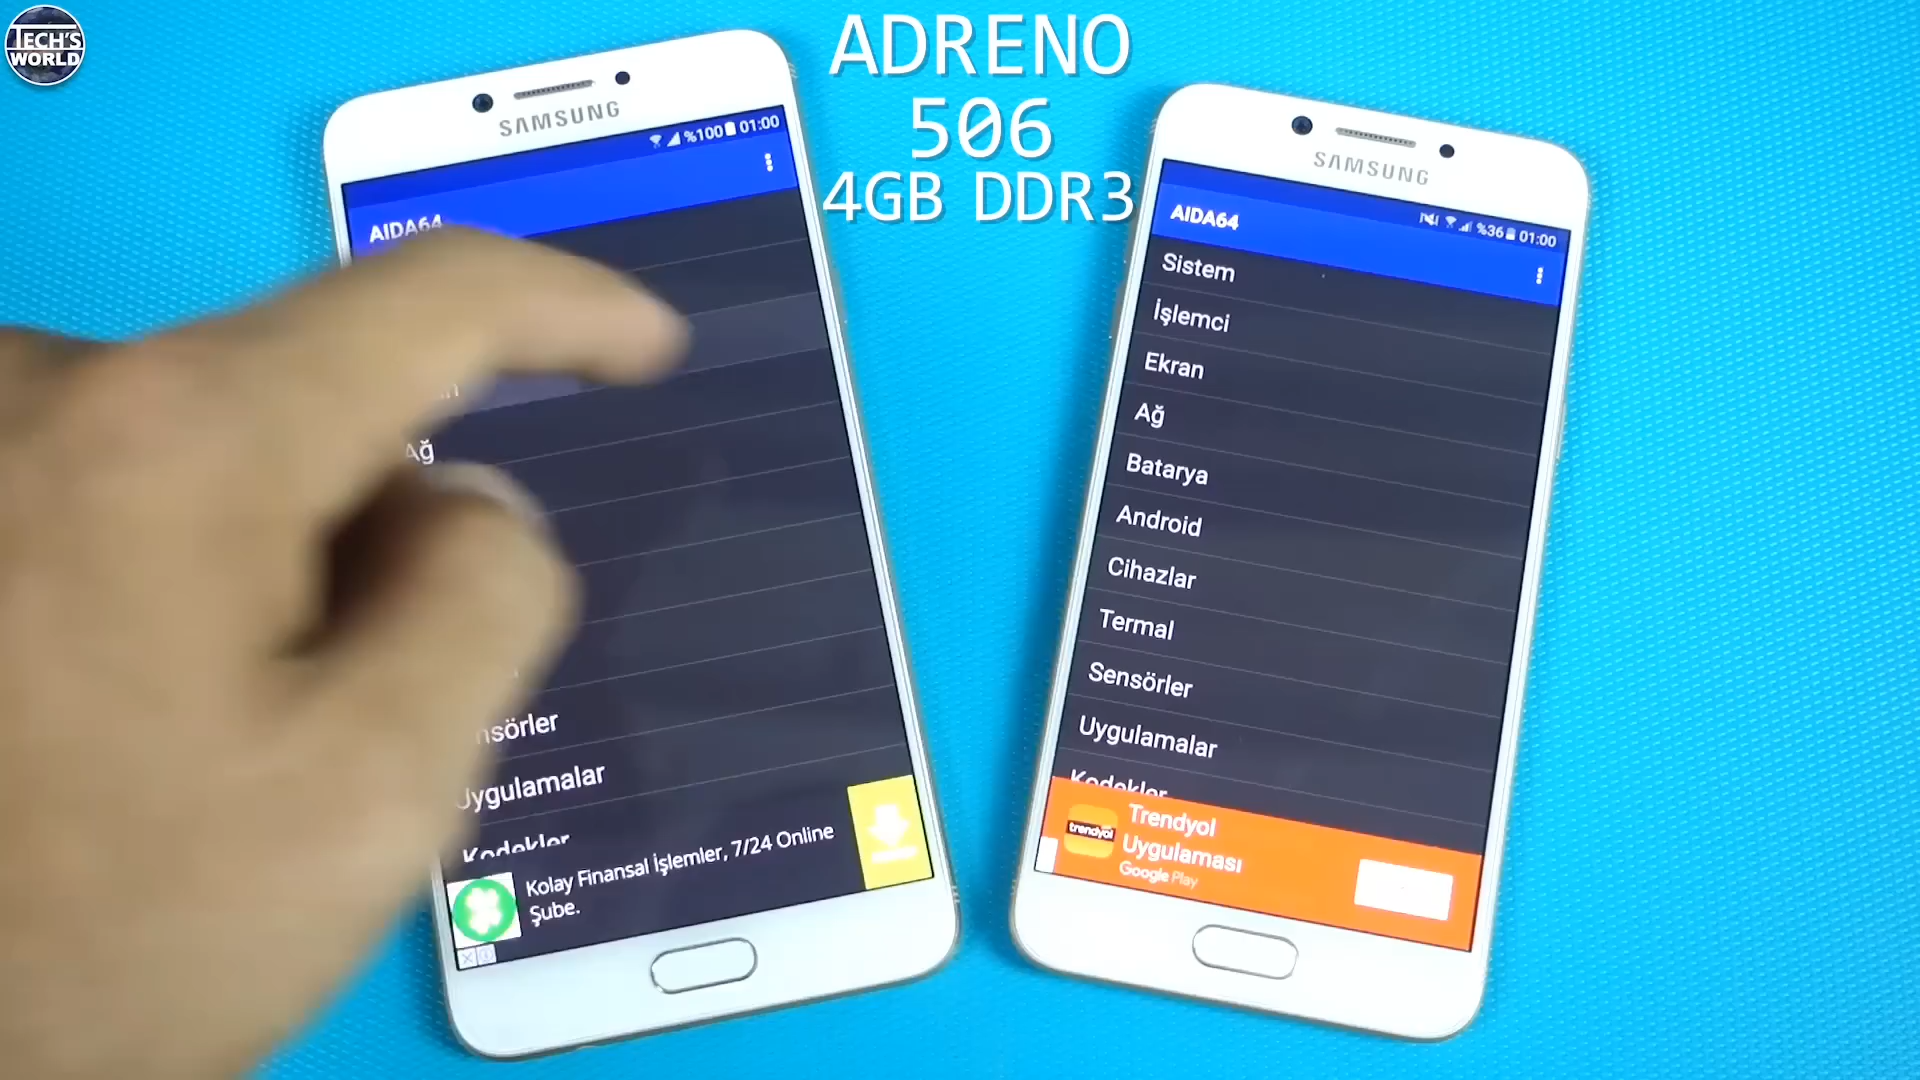 TECH'S
WORLD
ADRENO
506
4GB DDR3
SAMSUNG
%100 01:00
AIDA64
Ağ
Uygulamalar
Kodekler
Kolay Finansal İşlemler, 7/24 Online
Şube.
SAMSUNG
%36 01:00
AIDA64
Sistem
İşlemci
Ekran
Ağ
Batarya
Android
Cihazlar
Termal
Sensörler
Uygulamalar
Kodekler
trendyol
Trendyol
Uygulaması
Google Play